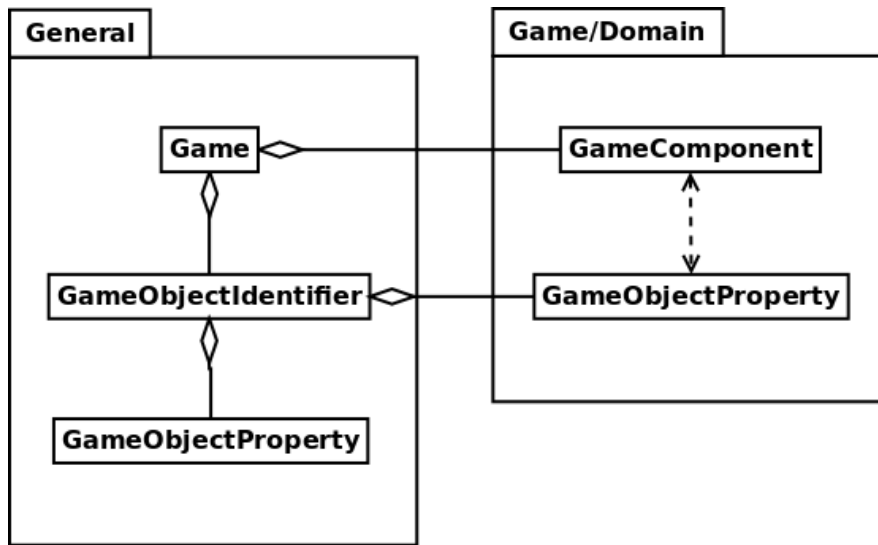 General
Game/Domain
Game
GameComponent
GameObjectIdentifier
GameObjectProperty
GameObjectProperty